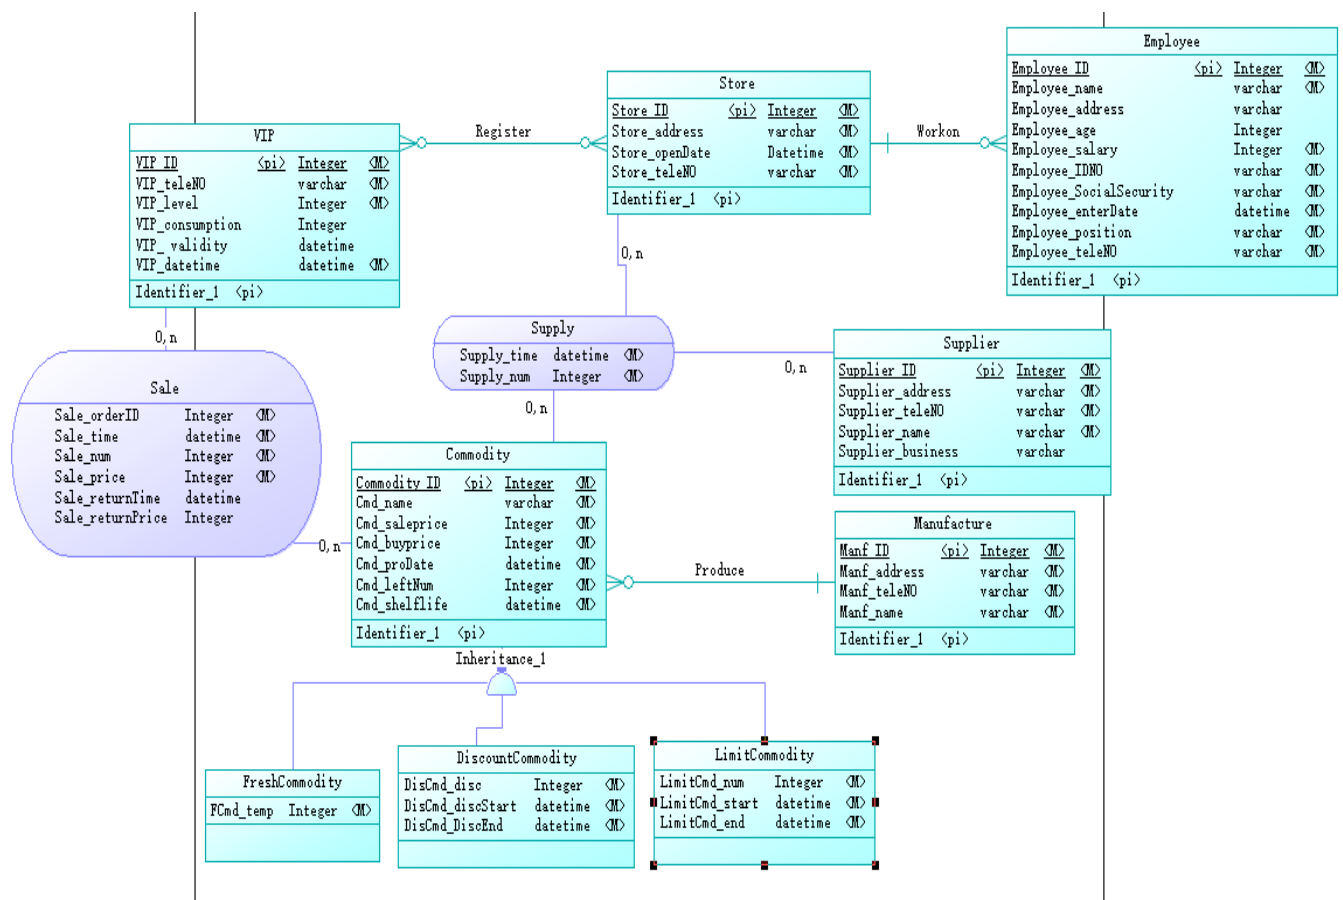 Employee
Employee_ID <pi> Integer <M>
Employee_name varchar <M>
Employee_address varchar
Employee_age Integer
Employee_salary Integer <M>
Employee_IDNO varchar <M>
Employee_SocialSecurity varchar <M>
Employee_enterDate datetime <M>
Employee_position varchar <M>
Employee_teleNO varchar <M>
Identifier_1 <pi>
Store
Store_ID <pi> Integer <M>
Store_address varchar <M>
Store_openDate Datetime <M>
Store_teleNO varchar <M>
Identifier_1 <pi>
Workon
Register
VIP
VIP_ID <pi> Integer <M>
VIP_teleNO varchar <M>
VIP_level Integer <M>
VIP_consumption Integer
VIP_ validity datetime
VIP_datetime datetime <M>
Identifier_1 <pi>
0,n
0,n
Supply
Supply_time datetime <M>
Supply_num Integer <M>
0,n
0,n
Supplier
Supplier_ID <pi> Integer <M>
Supplier_address varchar <M>
Supplier_teleNO varchar <M>
Supplier_name varchar <M>
Supplier_business varchar
Identifier_1 <pi>
Sale
Sale_orderID Integer <M>
Sale_time datetime <M>
Sale_num Integer <M>
Sale_price Integer <M>
Sale_returnTime datetime
Sale_returnPrice Integer
0,n
Commodity
Commodity_ID <pi> Integer <M>
Cmd_name varchar <M>
Cmd_saleprice Integer <M>
Cmd_buyprice Integer <M>
Cmd_proDate datetime <M>
Cmd_leftNum Integer <M>
Cmd_shelflife datetime <M>
Identifier_1 <pi>
Produce
Manufacture
Manf_ID <pi> Integer <M>
Manf_address varchar <M>
Manf_teleNO varchar <M>
Manf_name varchar <M>
Identifier_1 <pi>
Inheritance_1
FreshCommodity
FCmd_temp Integer <M>
DiscountCommodity
DisCmd_disc Integer <M>
DisCmd_discStart datetime <M>
DisCmd_DiscEnd datetime <M>
LimitCommodity
LimitCmd_num Integer <M>
LimitCmd_start datetime <M>
LimitCmd_end datetime <M>